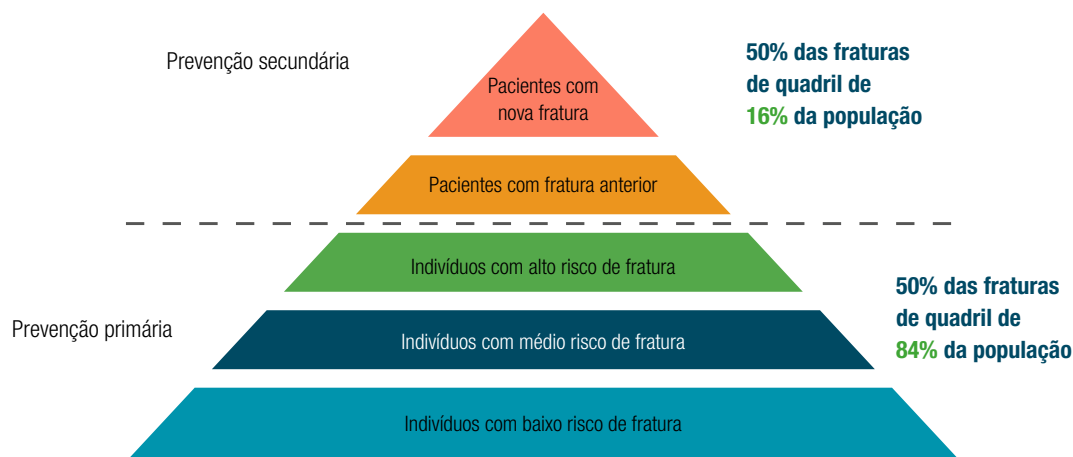 Prevenção secundária
50% das fraturas
de quadril de
16% da população
Pacientes com
nova fratura
Pacientes com fratura anterior
Indivíduos com alto risco de fratura
50% das fraturas
de quadril de
84% da população
Prevenção primária
Indivíduos com médio risco de fratura
Indivíduos com baixo risco de fratura